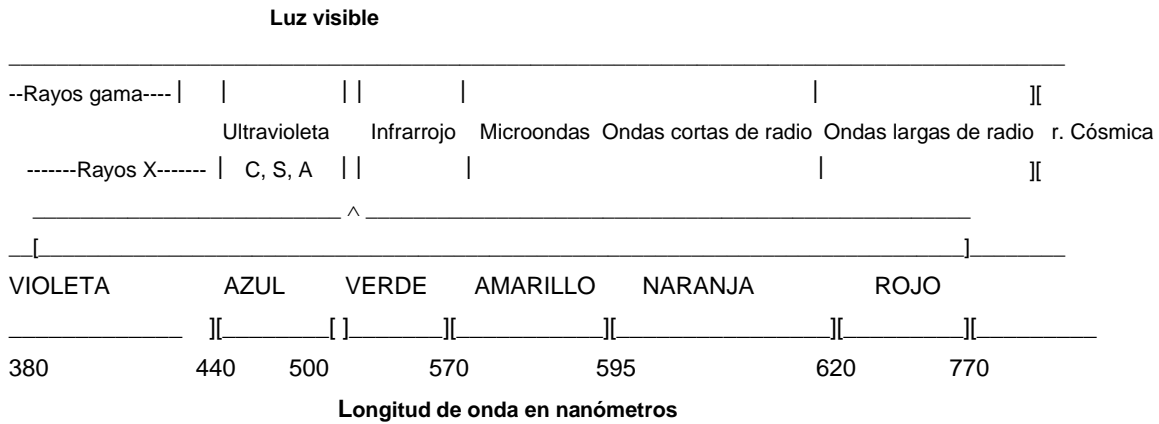 Luz visible
--Rayos gama---- | | | | | | ][
Ultravioleta Infrarrojo Microondas Ondas cortas de radio Ondas largas de radio r. Cósmica
-------Rayos X------- | C, S, A | | | | ][
^
[ ]
VIOLETA AZUL VERDE AMARILLO NARANJA ROJO
][ [ ] ][ ][ ][ ][
380 440 500 570 595 620 770
Longitud de onda en nanómetros